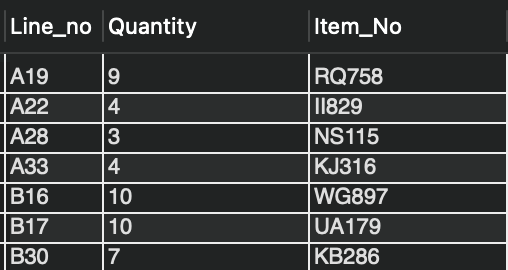 Line_no Quantity Item_No
A19 9 RQ758
A22 4 II829
A28 3 NS115
A33 4 KJ316
B16 10 WG897
B17 10 UA179
B30 7 KB286